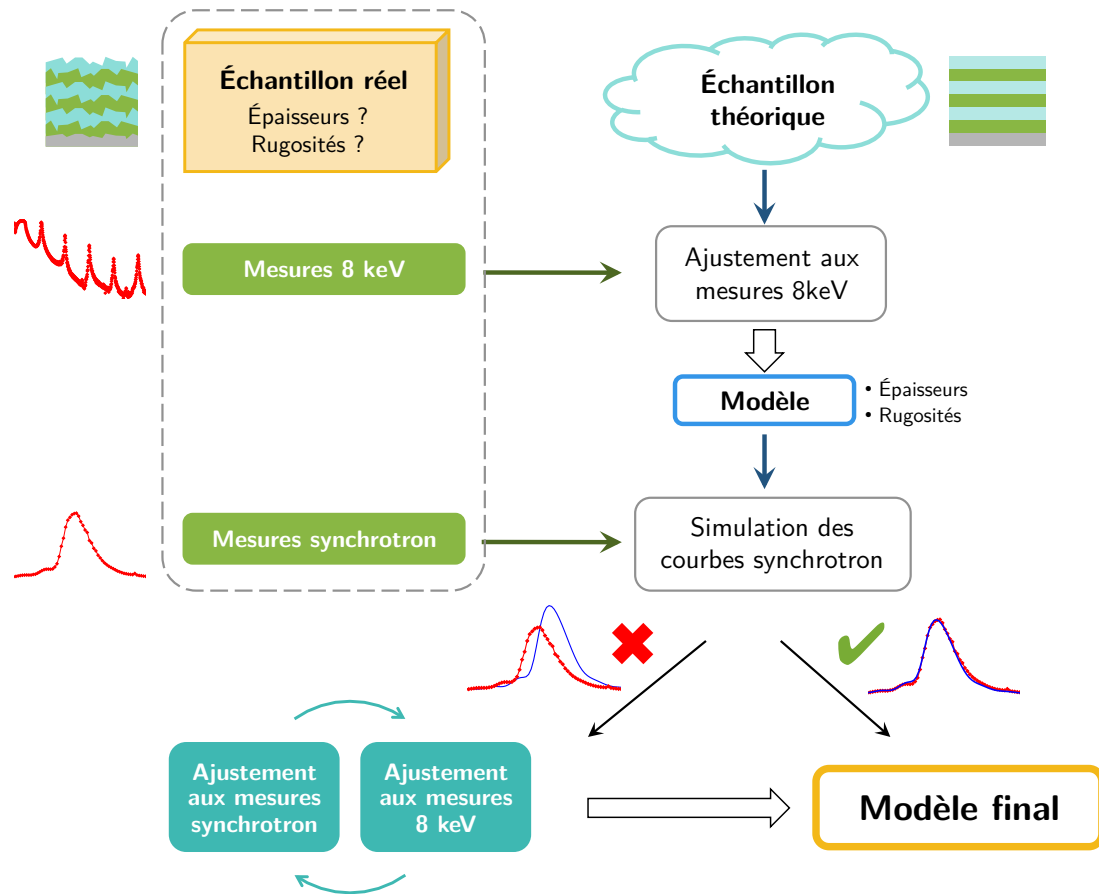 Échantillon réel
Épaisseurs ?
Rugosités ?
Échantillon
théorique
Mesures 8 keV
Ajustement aux
mesures 8keV
Modèle
• Épaisseurs
• Rugosités
Mesures synchrotron
Simulation des
courbes synchrotron
Ajustement
aux mesures
synchrotron
Ajustement
aux mesures
8 keV
Modèle final